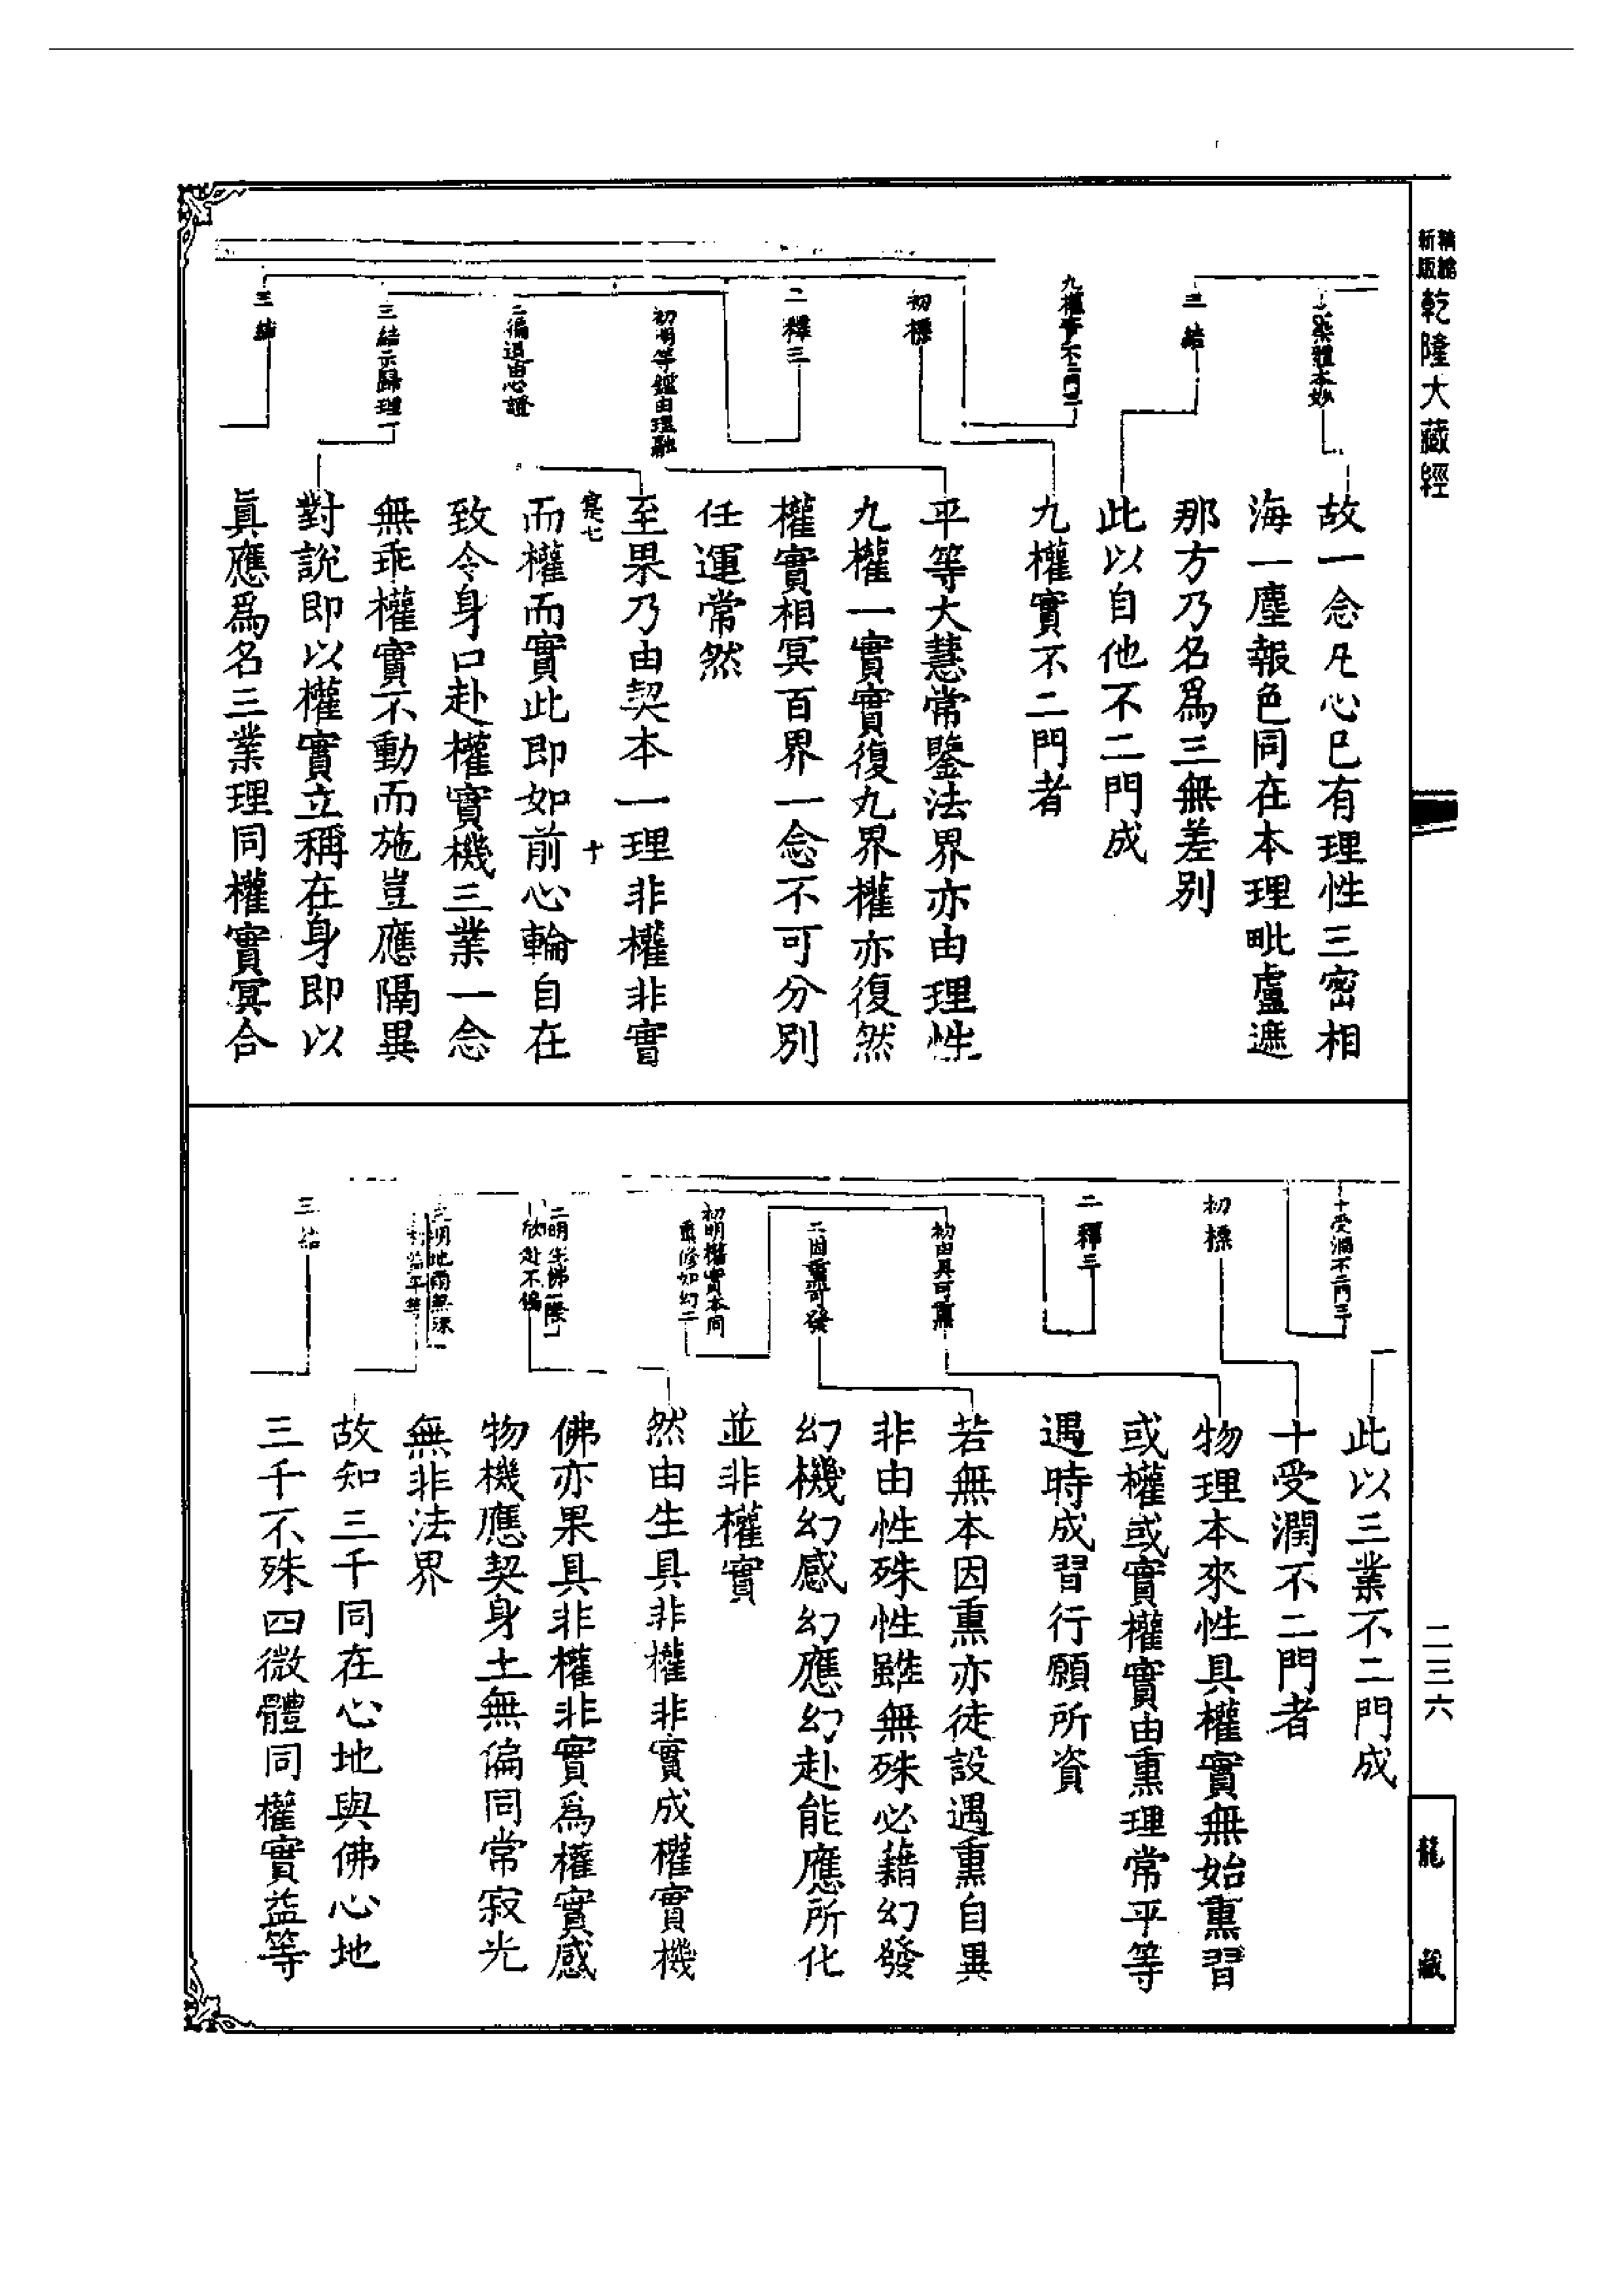 新版
精縮
乾隆大藏經
二染體本妙
三結
九權實不二門三
初標
二釋三
初明等鑑由理融
二徧逗由心證
三結示歸理一
三結
故一念凡心已有理性三密相
海一塵報色同在本理毗盧遮
那方乃名爲三無差別
此以自他不二門成
九權實不二門者
平等大慧常鑒法界亦由理性
九權一實實復九界權亦復然
權實相冥百界一念不可分別
任運常然
至果乃由契本一理非權非實
十
而權而實此即如前心輪自在
致令身口赴權實機三業一念
無乖權實不動而施豈應隔異
對說即以權實立稱在身即以
眞應爲名三業理同權實冥合
十受潤不二門三
初標
二釋三
初由具可熏
二因熏可發
初明權實本同
熏修如幻二
二明生佛一際
欣赴不偏
三明地雨無殊
三結
此以三業不二門成
十受潤不二門者
物理本來性具權實無始熏習
或權或實權實由熏理常平等
遇時成習行願所資
若無本因熏亦徒設遇熏自異
非由性殊性雖無殊必藉幻發
幻機幻感幻應幻赴能應所化
並非權實
然由生具非權非實成權實機
佛亦果具非權非實爲權實感
物機應契身土無偏同常寂光
無非法界
故知三千同在心地與佛心地
三千不殊四微體同權實益等
二三六
龍藏